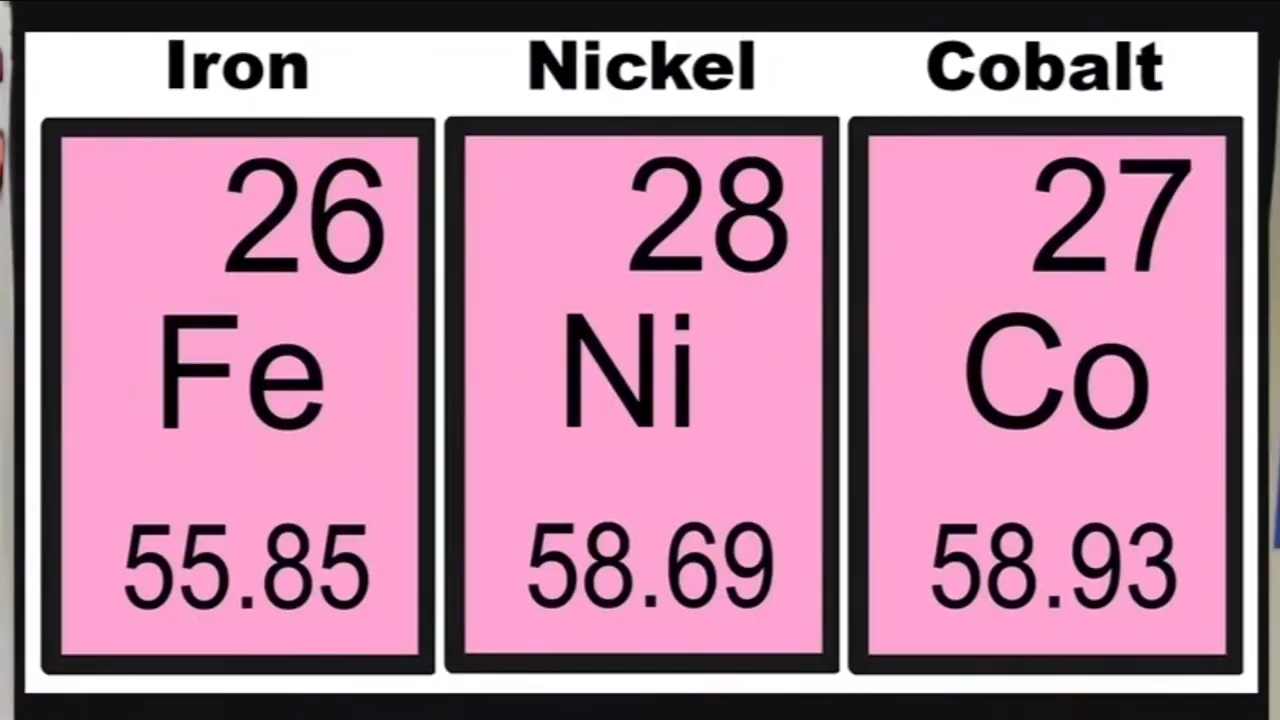 Iron
26
Fe
55.85
Nickel
28
Ni
58.69
Cobalt
27
Co
58.93